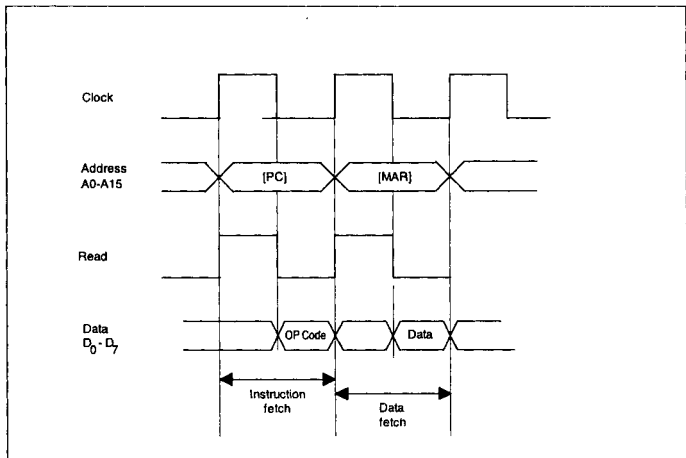 Clock
Address
A0-A15
[PC]
[MAR]
Read
Data
D0 - D7
OP Code
Data
Instruction
fetch
Data
fetch